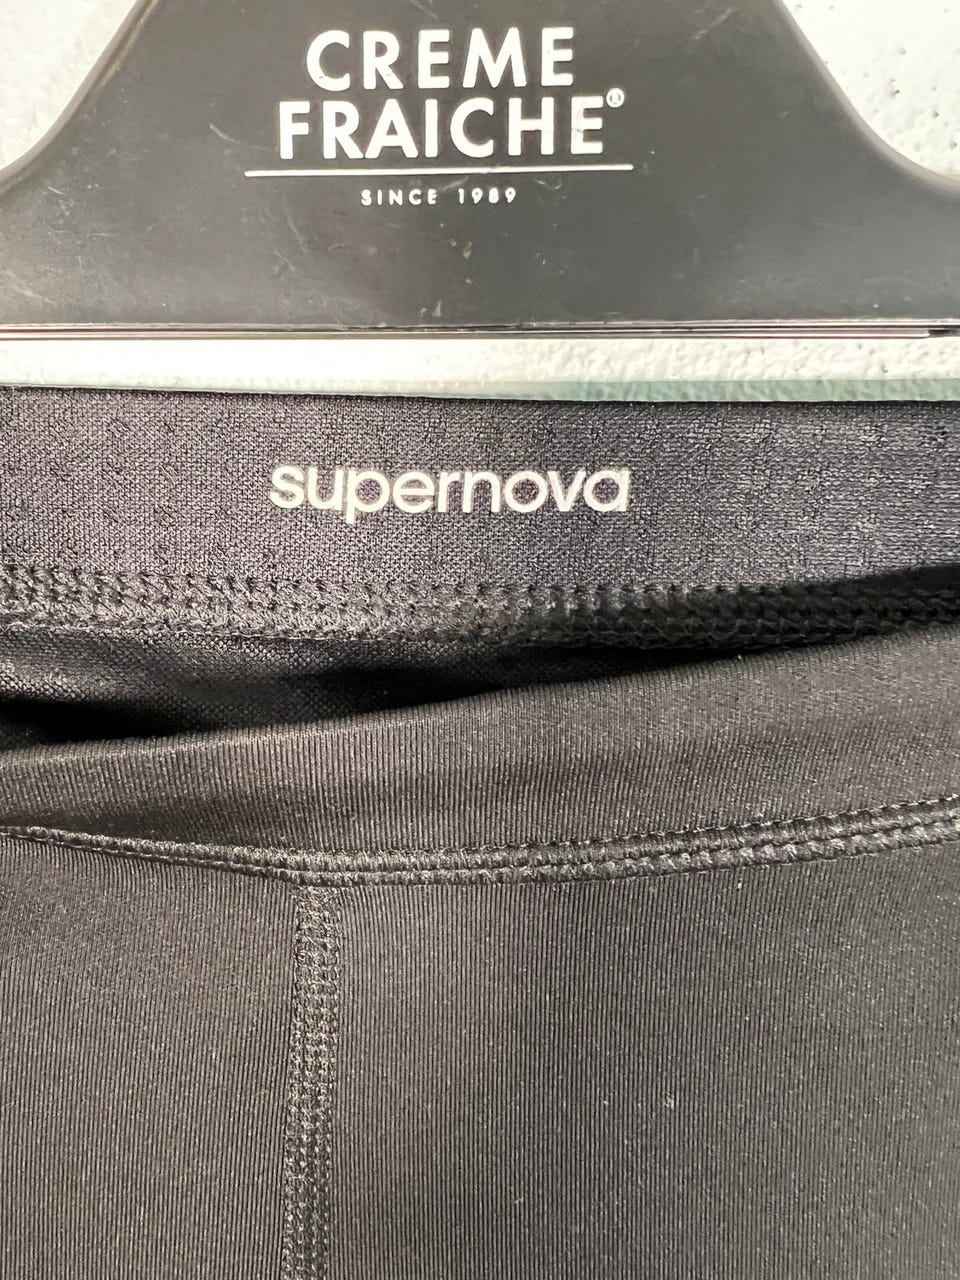 CREME
FRAICHE®
SINCE 1989
supernova